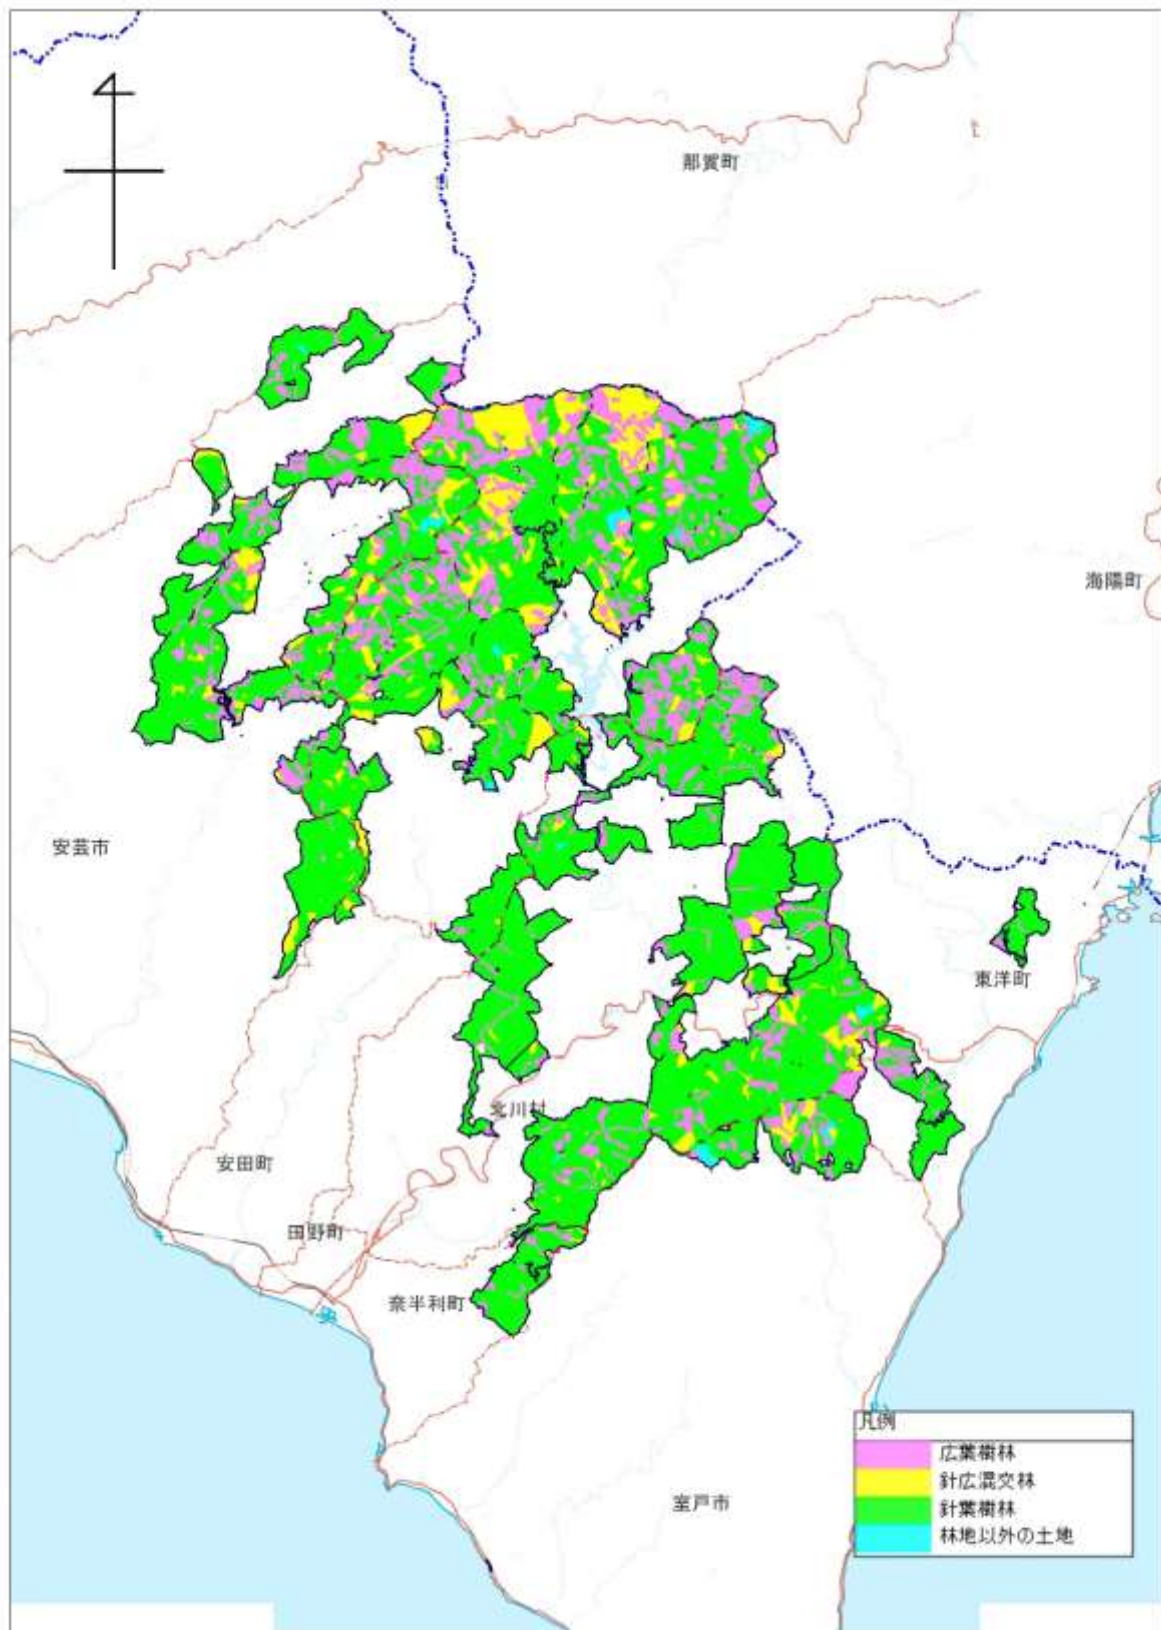 那賀町
海陽町
安芸市
東洋町
北川村
安田町
田野町
奈半利町
室戸市
凡例
広葉樹林
針広混交林
針葉樹林
林地以外の土地